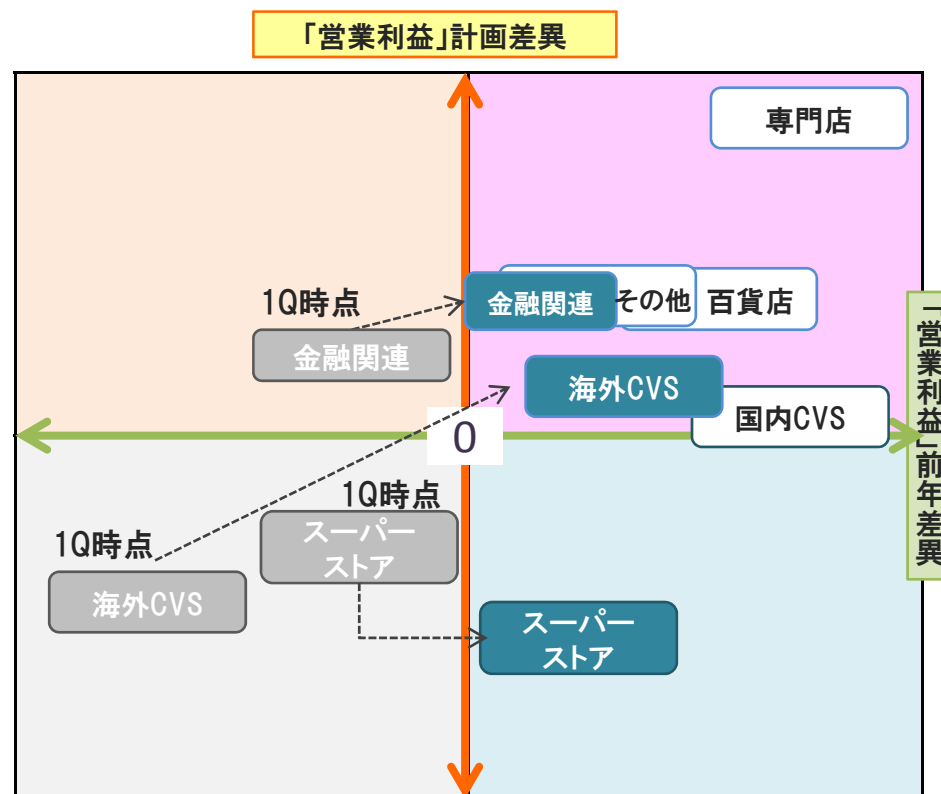 「営業利益」計画差異
専門店
1Q時点
金融関連
その他
百貨店
金融関連
海外CVS
国内CVS
「営業利益」前年差異
0
1Q時点
スーパー
ストア
1Q時点
海外CVS
スーパー
ストア